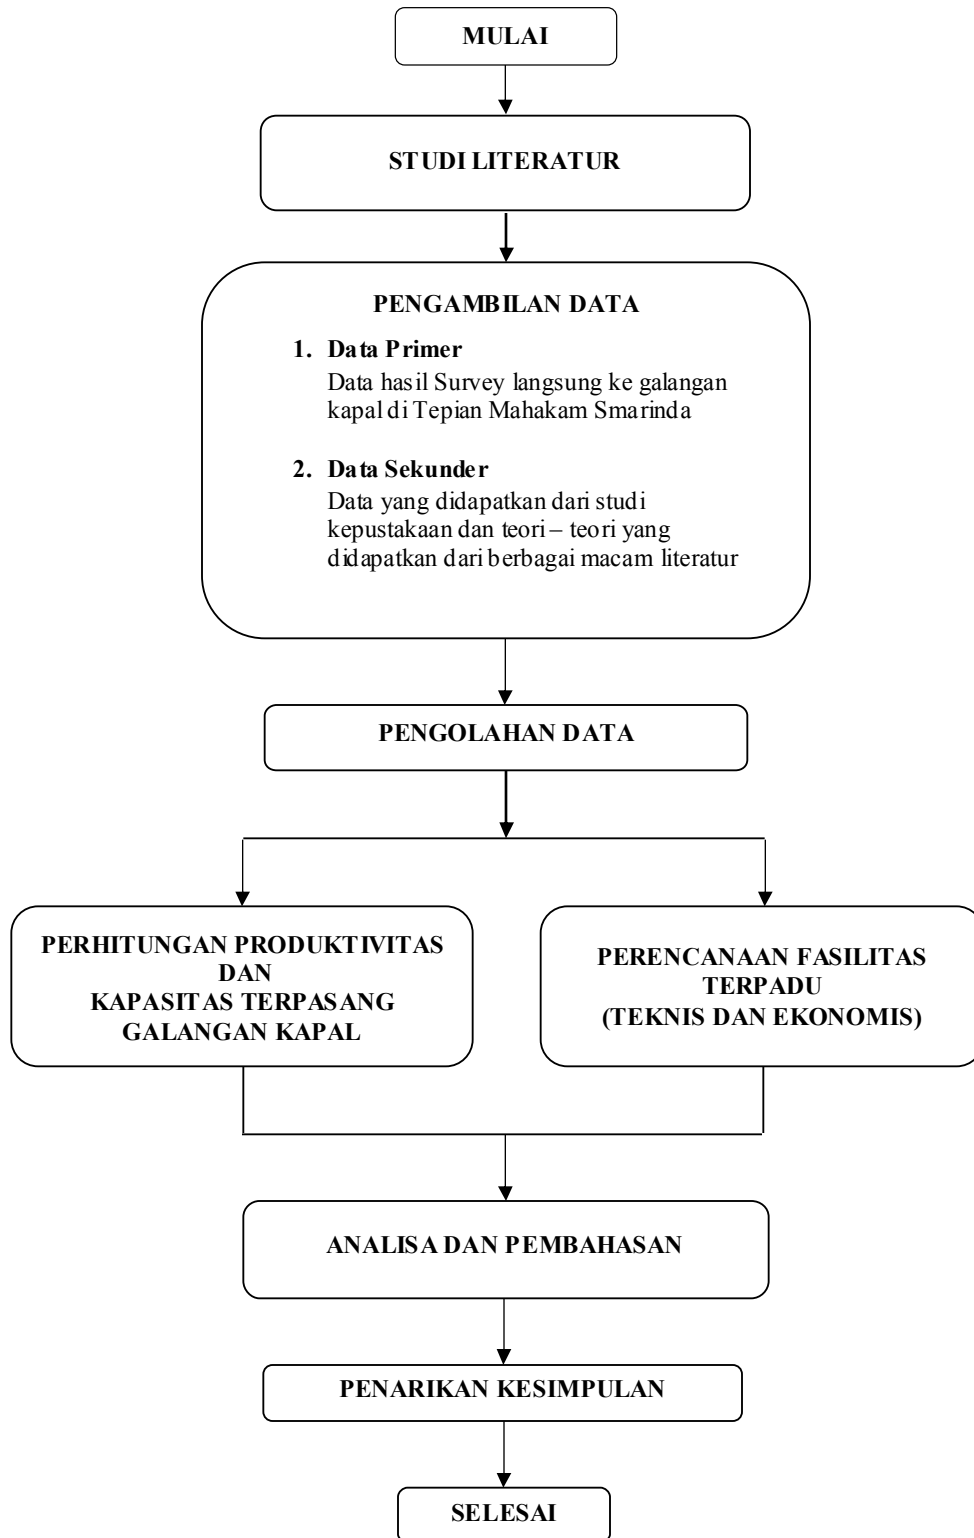 MULAI
STUDI LITERATUR
PENGAMBILAN DATA
1. Data Primer
Data hasil Survey langsung ke galangan
kapal di Tepian Mahakam Smarinda
2. Data Sekunder
Data yang didapatkan dari studi
kepustakaan dan teori – teori yang
didapatkan dari berbagai macam literatur
PENGOLAHAN DATA
PERHITUNGAN PRODUKTIVITAS
DAN
KAPASITAS TERPASANG
GALANGAN KAPAL
PERENCANAAN FASILITAS
TERPADU
(TEKNIS DAN EKONOMIS)
ANALISA DAN PEMBAHASAN
PENARIKAN KESIMPULAN
SELESAI